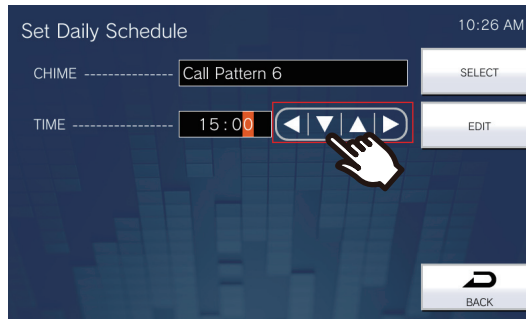 Set Daily Schedule
10:26 AM
CHIME --------------- Call Pattern 6
SELECT
TIME ----------------- 15:00
EDIT
BACK